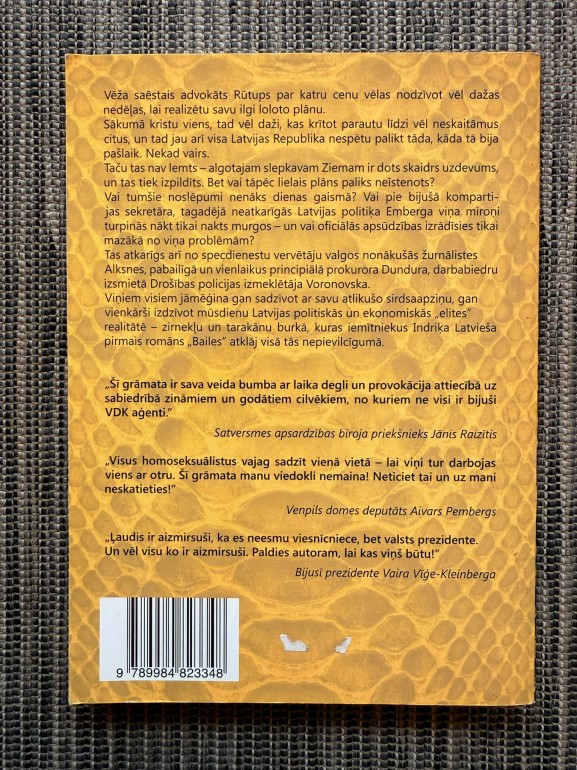 Vēža saēstais advokāts Rūtups par katru cenu vēlas nodzīvot vēl dažas
nedēļas, lai realizētu savu ilgi loloto plānu.
Sākumā kristu viens, tad vēl daži, kas krītot parautu līdzi vēl neskaitāmus
citus, un tad jau arī visa Latvijas Republika nespētu palikt tāda, kāda tā bija
pašlaik. Nekad vairs.
Taču tas nav lemts – algotajam slepkavam Ziemam ir dots skaidrs uzdevums,
un tas tiek izpildīts. Bet vai tāpēc lielais plāns paliks neīstenots?
Vai tumšie noslēpumi nenāks dienas gaismā? Vai pie bijušā komparti-
jas sekretāra, tagadējā neatkarīgās Latvijas politiķa Emberga viņa miroņi
turpinās nākt tikai nakts murgos – un vai oficiālās apsūdzības izrādīsies tikai
mazākā no viņa problēmām?
Tas atkarīgs arī no specdienestu vervētāju valgos nonākušās žurnālistes
Alksnes, pabailīgā un vienlaikus principiālā prokurora Dundura, darbabiedru
izsmietā Drošības policijas izmeklētāja Voronovska.
Viņiem visiem jāmēģina gan sadzīvot ar savu atlikušo sirdsapziņu, gan
vienkārši izdzīvot mūsdienu Latvijas politiskās un ekonomiskās „elites”
realitātē – zirnekļu un tarakānu burkā, kuras iemītniekus Indriķa Latvieša
pirmais romāns „Bailes” atklāj visā tās nepievilcīgumā.
„Šī grāmata ir sava veida bumba ar laika degli un provokācija attiecībā uz
sabiedrībā zināmiem un godātiem cilvēkiem, no kuriem ne visi ir bijuši
VDK aģenti.”
Satversmes apsardzības biroja priekšnieks Jānis Raizītis
„Visus homoseksuālistus vajag sadzīt vienā vietā – lai viņi tur darbojas
viens ar otru. Šī grāmata manu viedokli nemaina! Neticiet tai un uz mani
neskatieties!”
Venpils domes deputāts Aivars Pembergs
„Ļaudis ir aizmirsuši, ka es neesmu viesnīcniece, bet valsts prezidente.
Un vēl visu ko ir aizmirsuši. Paldies autoram, lai kas viņš būtu!”
Bijusī prezidente Vaira Vīģe-Kleinberga
9 789984 823348